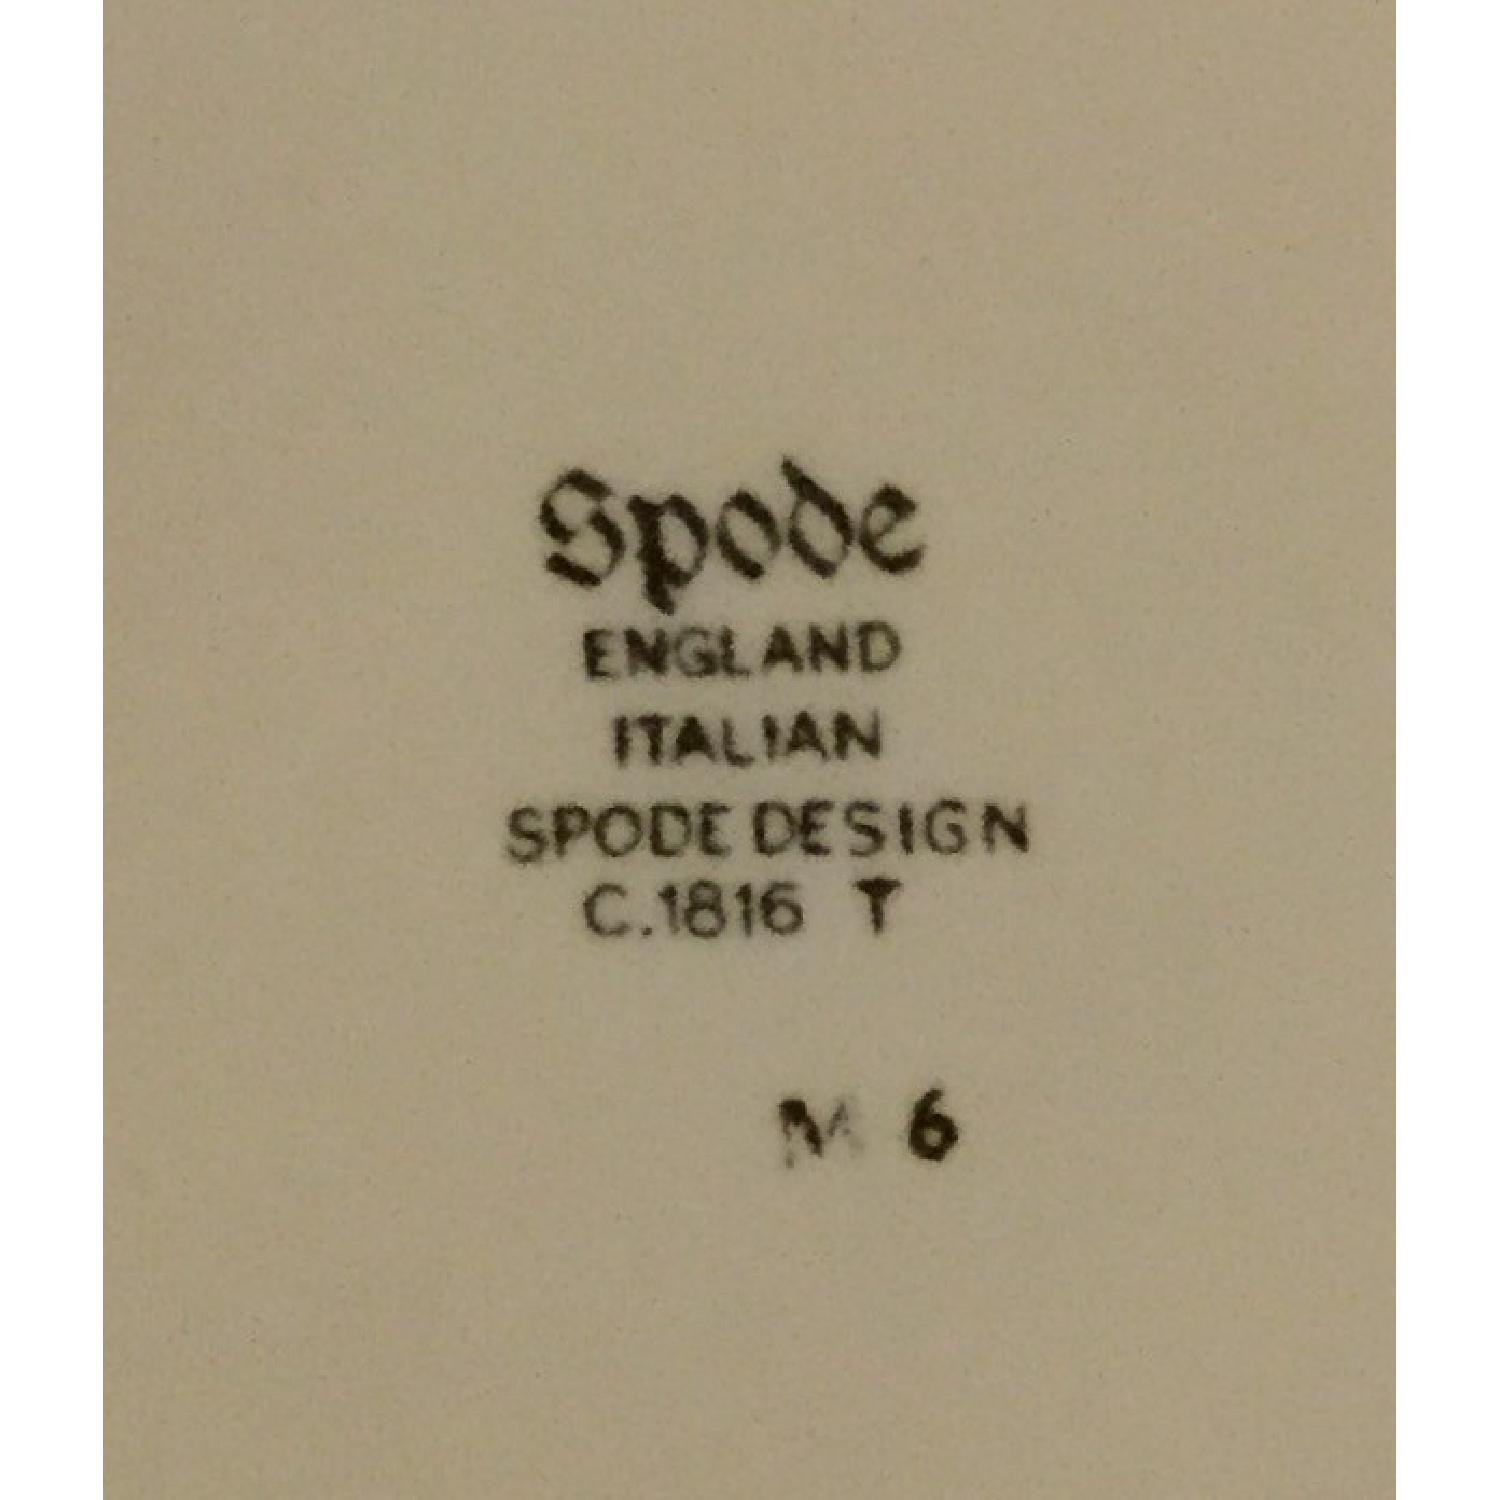 Spode
ENGLAND
ITALIAN
SPODE DESIGN
C.1816 T
M 6